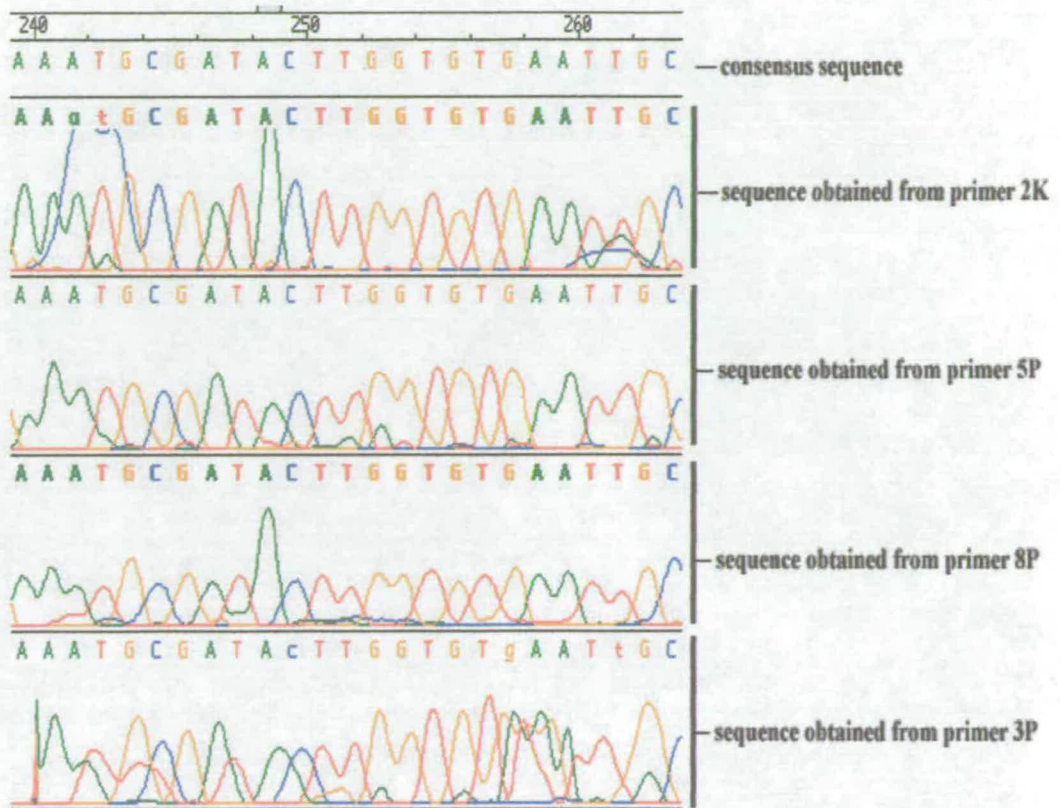 240 250 260
A A A T G C G A T A C T T G G T G T G A A T T G C
consensus sequence
A A a t G C G A T A C T T G G T G T G A A T T G C
sequence obtained from primer 2K
A A A T G C G A T A C T T G G T G T G A A T T G C
sequence obtained from primer 5P
A A A T G C G A T A C T T G G T G T G A A T T G C
sequence obtained from primer 8P
A A A T G C G A T A c T T G G T G T g A A T t G C
sequence obtained from primer 3P